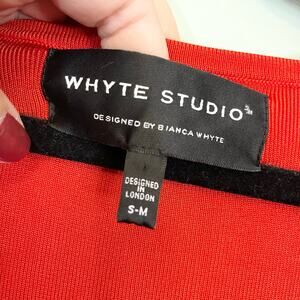 WHYTE STUDIO
DESIGNED BY BIANCA WHYTE
DESIGNED
IN
LONDON
S-M